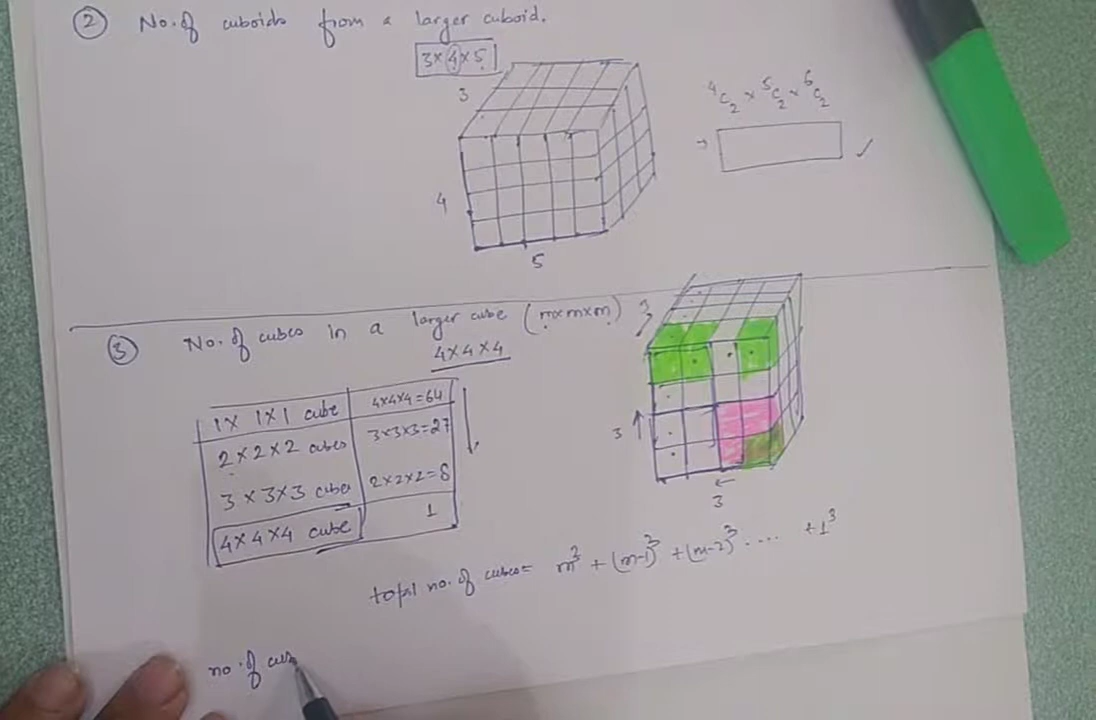 ② No. of cuboids from a larger cuboid.
3×4×5
3
4
5
⁴C₂ × ⁵C₂ × ⁶C₂
→ ✓
③ No. of cubes in a larger cube (m×m×m)
4×4×4
1×1×1 cube 4×4×4=64
2×2×2 cubes 3×3×3=27
3×3×3 cubes 2×2×2=8
4×4×4 cube 1
3
3
3
total no. of cubes = m³ + (m-1)³ + (m-2)³ .... +1³
no. of